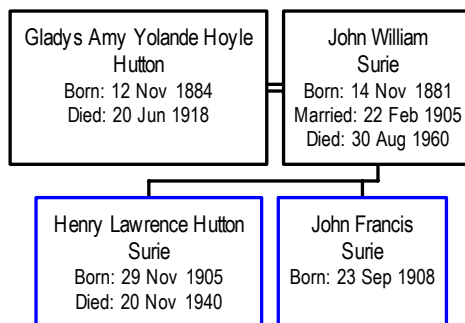 Gladys Amy Yolande Hoyle
Hutton
Born: 12 Nov 1884
Died: 20 Jun 1918
John William
Surie
Born: 14 Nov 1881
Married: 22 Feb 1905
Died: 30 Aug 1960
Henry Lawrence Hutton
Surie
Born: 29 Nov 1905
Died: 20 Nov 1940
John Francis
Surie
Born: 23 Sep 1908